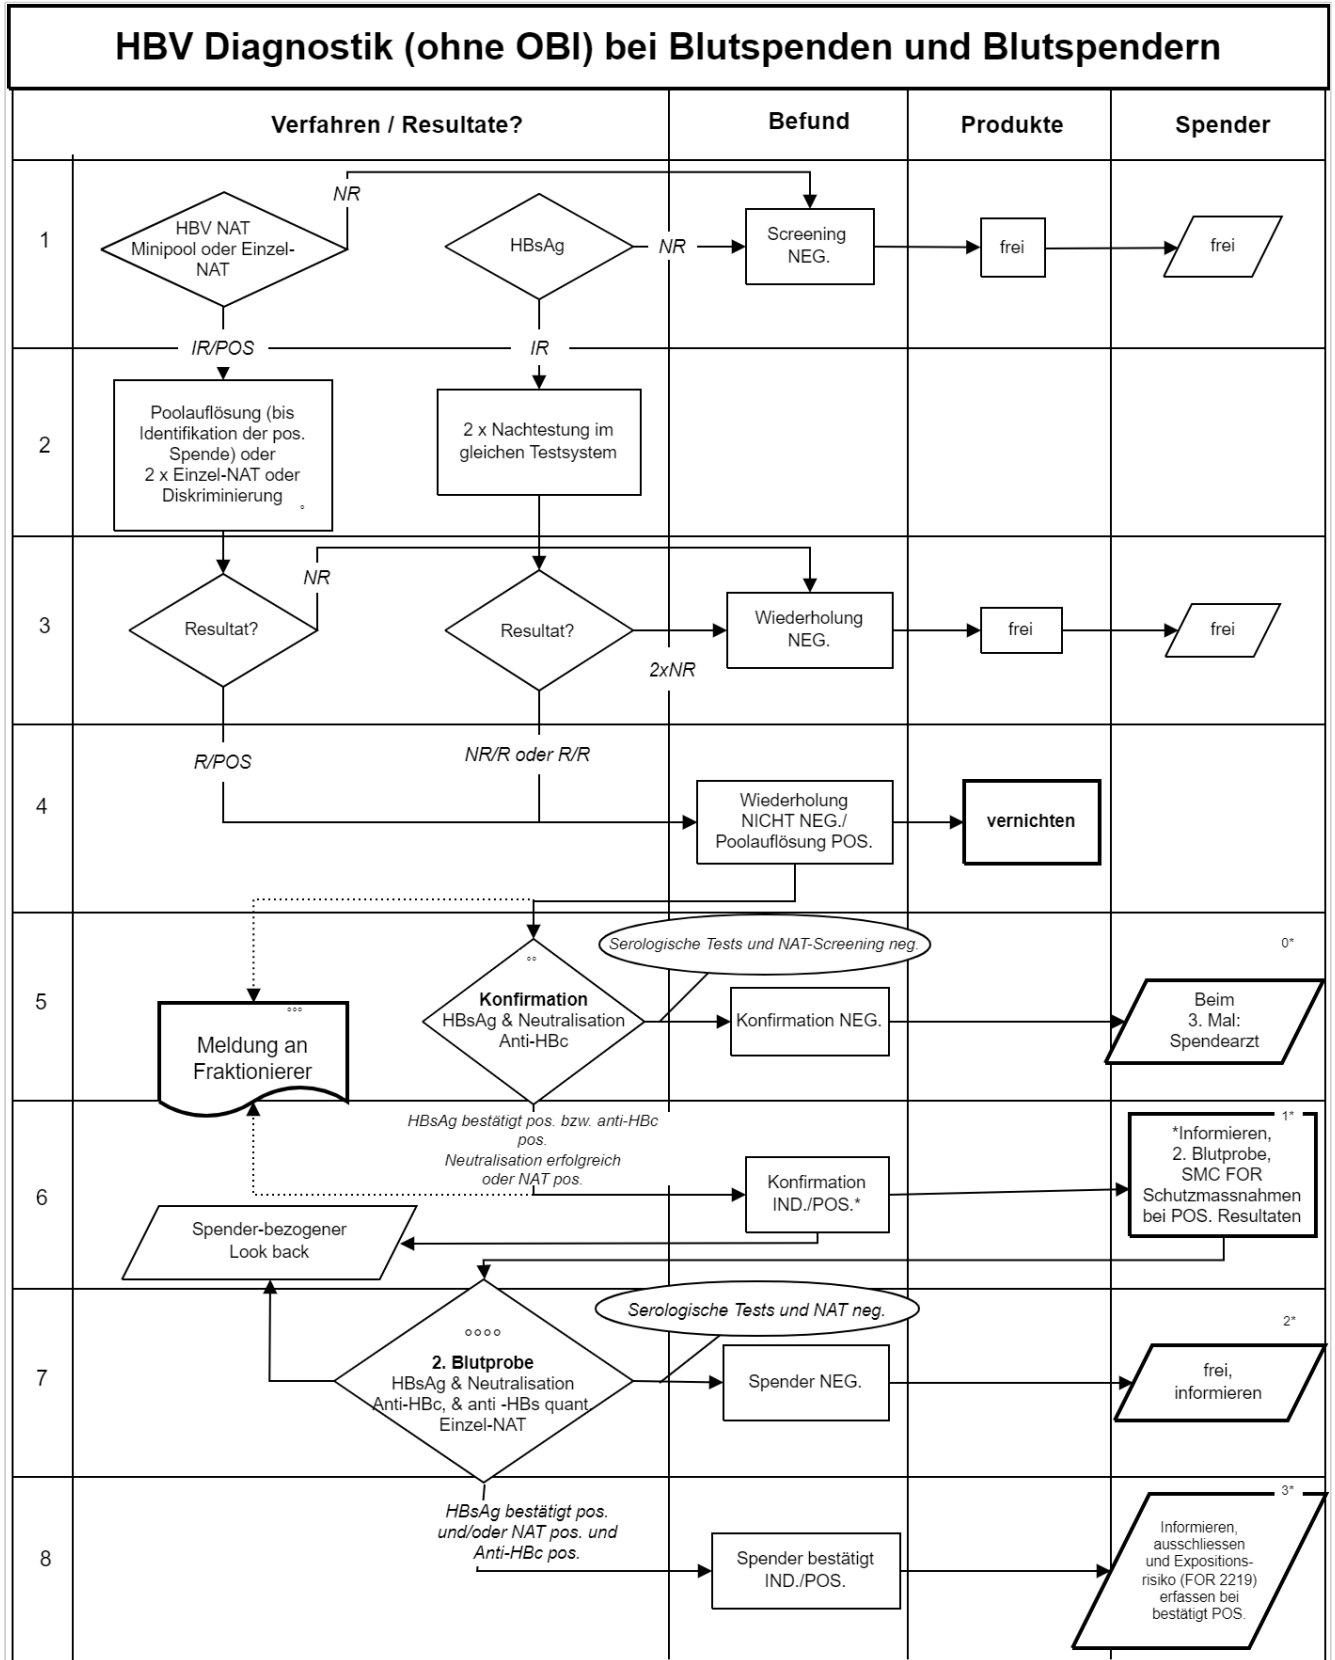 HBV Diagnostik (ohne OBI) bei Blutspenden und Blutspendern
Verfahren / Resultate?
Befund
Produkte
Spender
1
HBV NAT
Minipool oder Einzel-
NAT
NR
HBsAg
NR
Screening
NEG.
frei
frei
IR/POS
IR
2
Poolauflösung (bis
Identifikation der pos.
Spende) oder
2 x Einzel-NAT oder
Diskriminierung
°
2 x Nachtestung im
gleichen Testsystem
3
Resultat?
NR
Resultat?
2xNR
Wiederholung
NEG.
frei
frei
R/POS
NR/R oder R/R
4
Wiederholung
NICHT NEG./
Poolauflösung POS.
vernichten
5
°°°
Meldung an
Fraktionierer
°°
Konfirmation
HBsAg & Neutralisation
Anti-HBc
Serologische Tests und NAT-Screening neg.
Konfirmation NEG.
0*
Beim
3. Mal:
Spendearzt
HBsAg bestätigt pos. bzw. anti-HBc
pos.
Neutralisation erfolgreich
oder NAT pos.
6
Konfirmation
IND./POS.*
1*
*Informieren,
2. Blutprobe,
SMC FOR
Schutzmassnahmen
bei POS. Resultaten
Spender-bezogener
Look back
7
°°°°
2. Blutprobe
HBsAg & Neutralisation
Anti-HBc, & anti -HBs quant.
Einzel-NAT
Serologische Tests und NAT neg.
Spender NEG.
2*
frei,
informieren
HBsAg bestätigt pos.
und/oder NAT pos. und
Anti-HBc pos.
8
Spender bestätigt
IND./POS.
3*
Informieren,
ausschliessen
und Expositions-
risiko (FOR 2219)
erfassen bei
bestätigt POS.